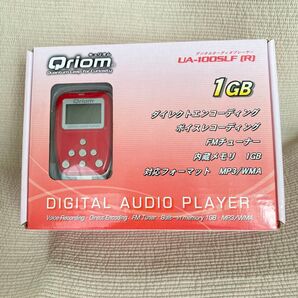 キュリオム
Qriom
Quantum Leap for Curiosity
デジタルオーディオプレーヤー
UA-100SLF [R]
1GB
ダイレクトエンコーディング
ボイスレコーディング
FMチューナー
内蔵メモリ 1GB
対応フォーマット MP3/WMA
DIGITAL AUDIO PLAYER
Voice Recording · Direct Encoding · FM Tuner · Built-in memory 1GB · MP3/WMA